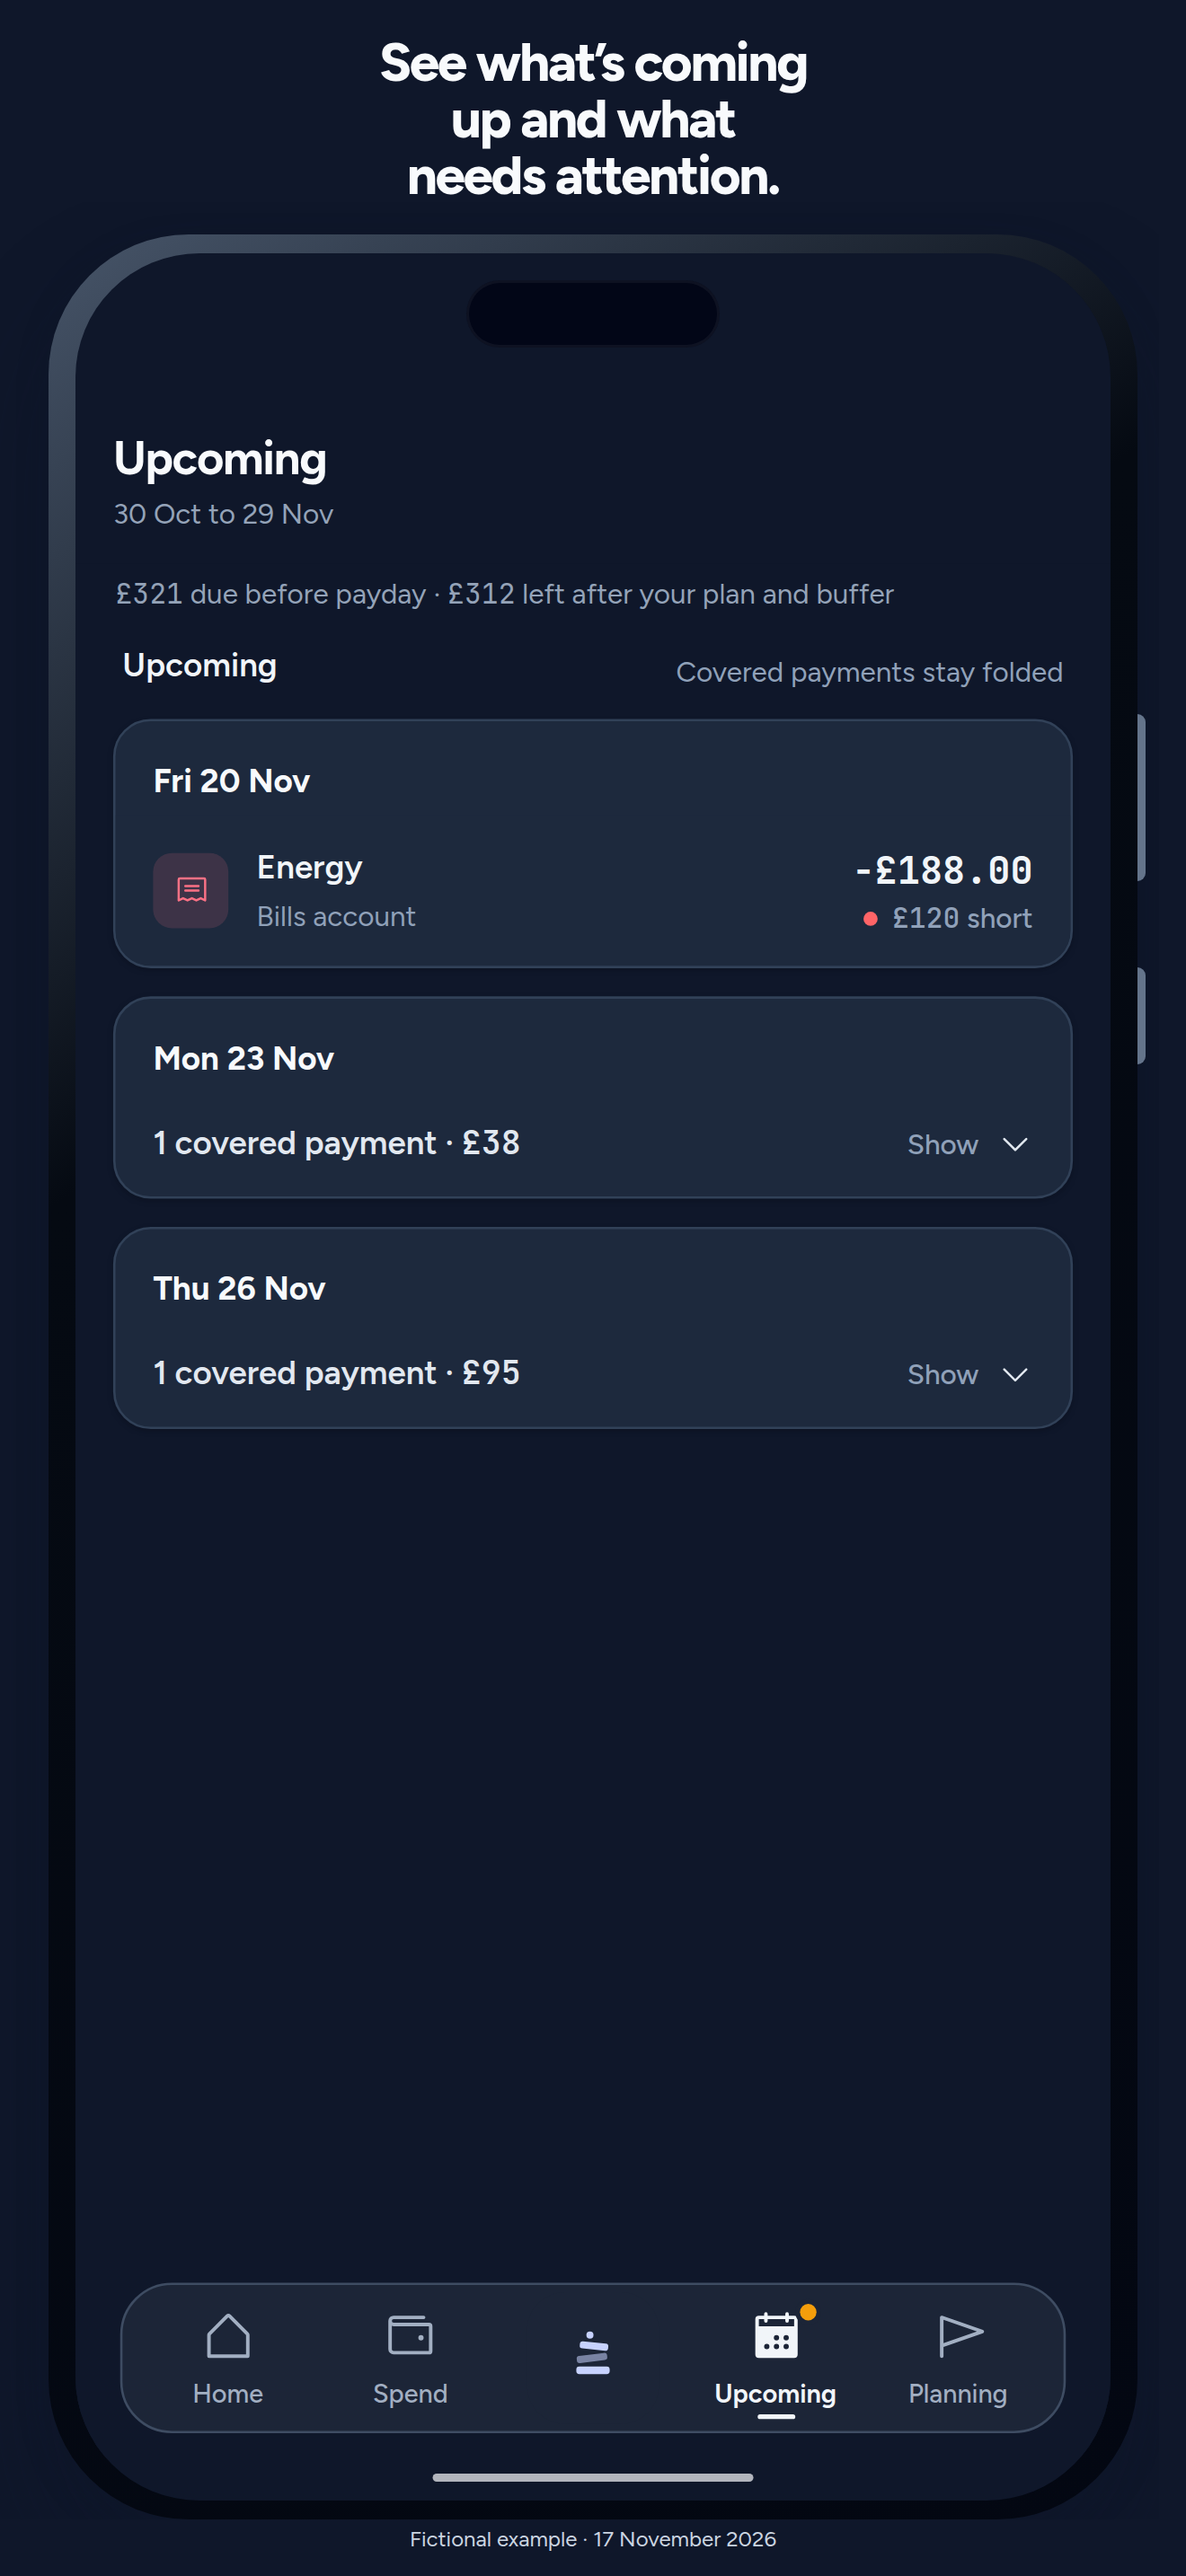 See what’s coming
up and what
needs attention.
Upcoming
30 Oct to 29 Nov
£321 due before payday · £312 left after your plan and buffer
Upcoming
Covered payments stay folded
Fri 20 Nov
Energy
-£188.00
Bills account
£120 short
Mon 23 Nov
1 covered payment · £38
Show
Thu 26 Nov
1 covered payment · £95
Show
Home
Spend
Upcoming
Planning
Fictional example · 17 November 2026